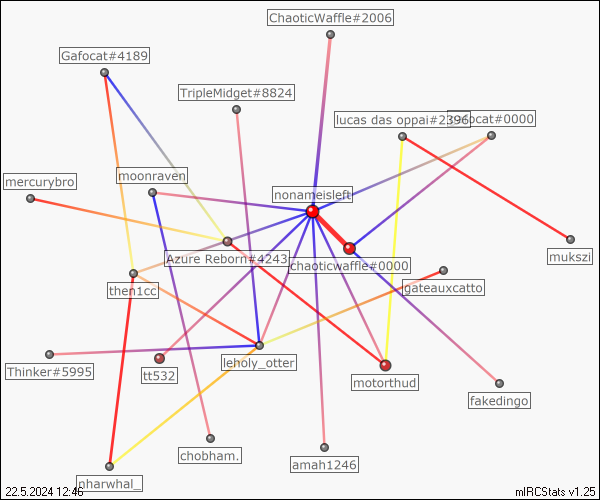 ChaoticWaffle#2006
Gafocat#4189
TripleMidget#8824
lucas das oppai#2396
#0000
moonraven
mercurybro
nonameisleft
Azure Reborn#4243
chaoticwaffle#0000
mukszi
then1cc
gateauxcatto
leholy_otter
Thinker#5995
tt532
motorthud
fakedingo
chobham.
amah1246
pharwhal_
22.5.2024 12:46
mIRCStats v1.25